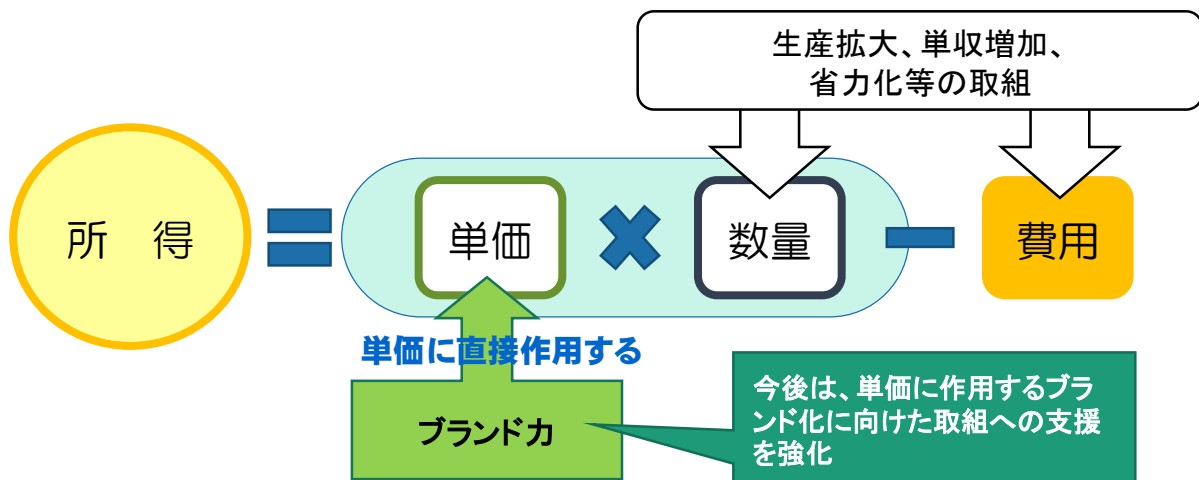 生産拡大、単収増加、
省力化等の取組
所 得
単価
数量
費用
単価に直接作用する
ブランド力
今後は、単価に作用するブラ
ンド化に向けた取組への支援
を強化